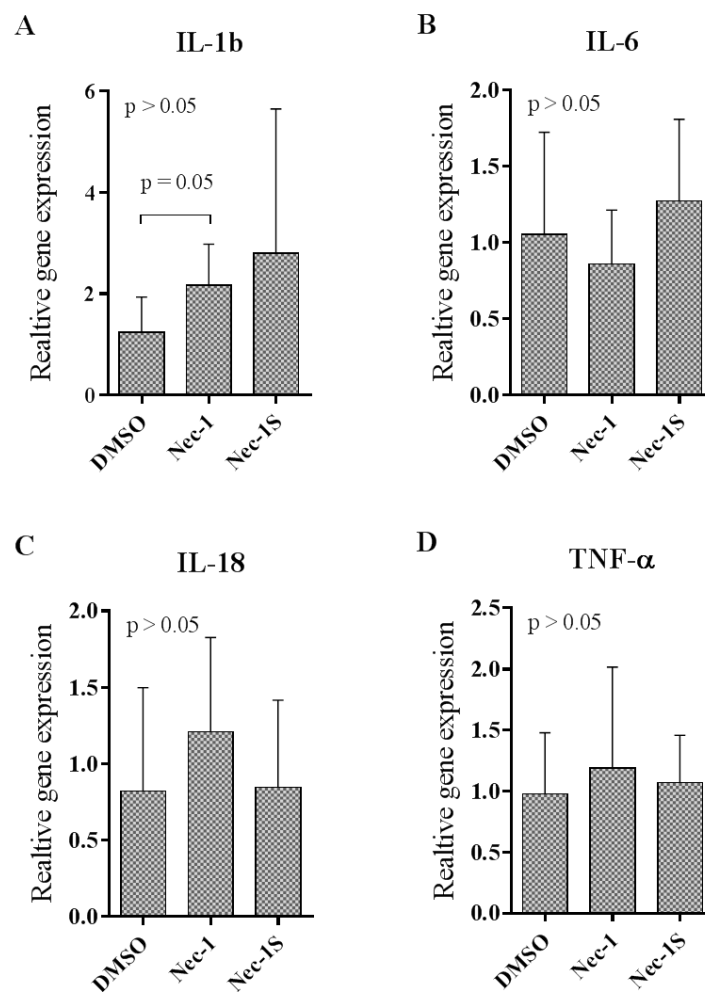 A
IL-1b
Realtive gene expression
6
4
2
0
p > 0.05
p = 0.05
DMSO
Nec-1
Nec-1S
B
IL-6
Realtive gene expression
2.0
1.5
1.0
0.5
0.0
p > 0.05
DMSO
Nec-1
Nec-1S
C
IL-18
Realtive gene expression
2.0
1.5
1.0
0.5
0.0
p > 0.05
DMSO
Nec-1
Nec-1S
D
TNF-α
Realtive gene expression
2.5
2.0
1.5
1.0
0.5
0.0
p > 0.05
DMSO
Nec-1
Nec-1S